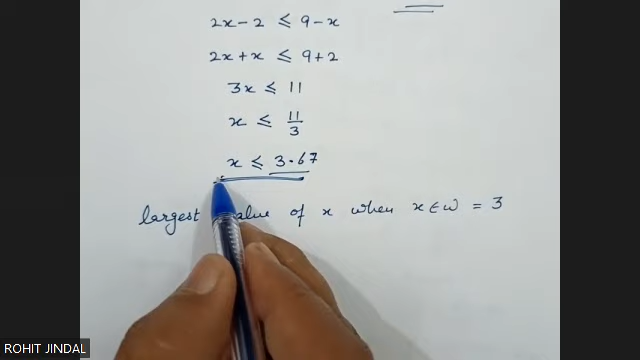 2x - 2 ≤ 9 - x
2x + x ≤ 9 + 2
3x ≤ 11
x ≤ 11/3
x ≤ 3.67
largest value of x when x ∈ W = 3
ROHIT JINDAL